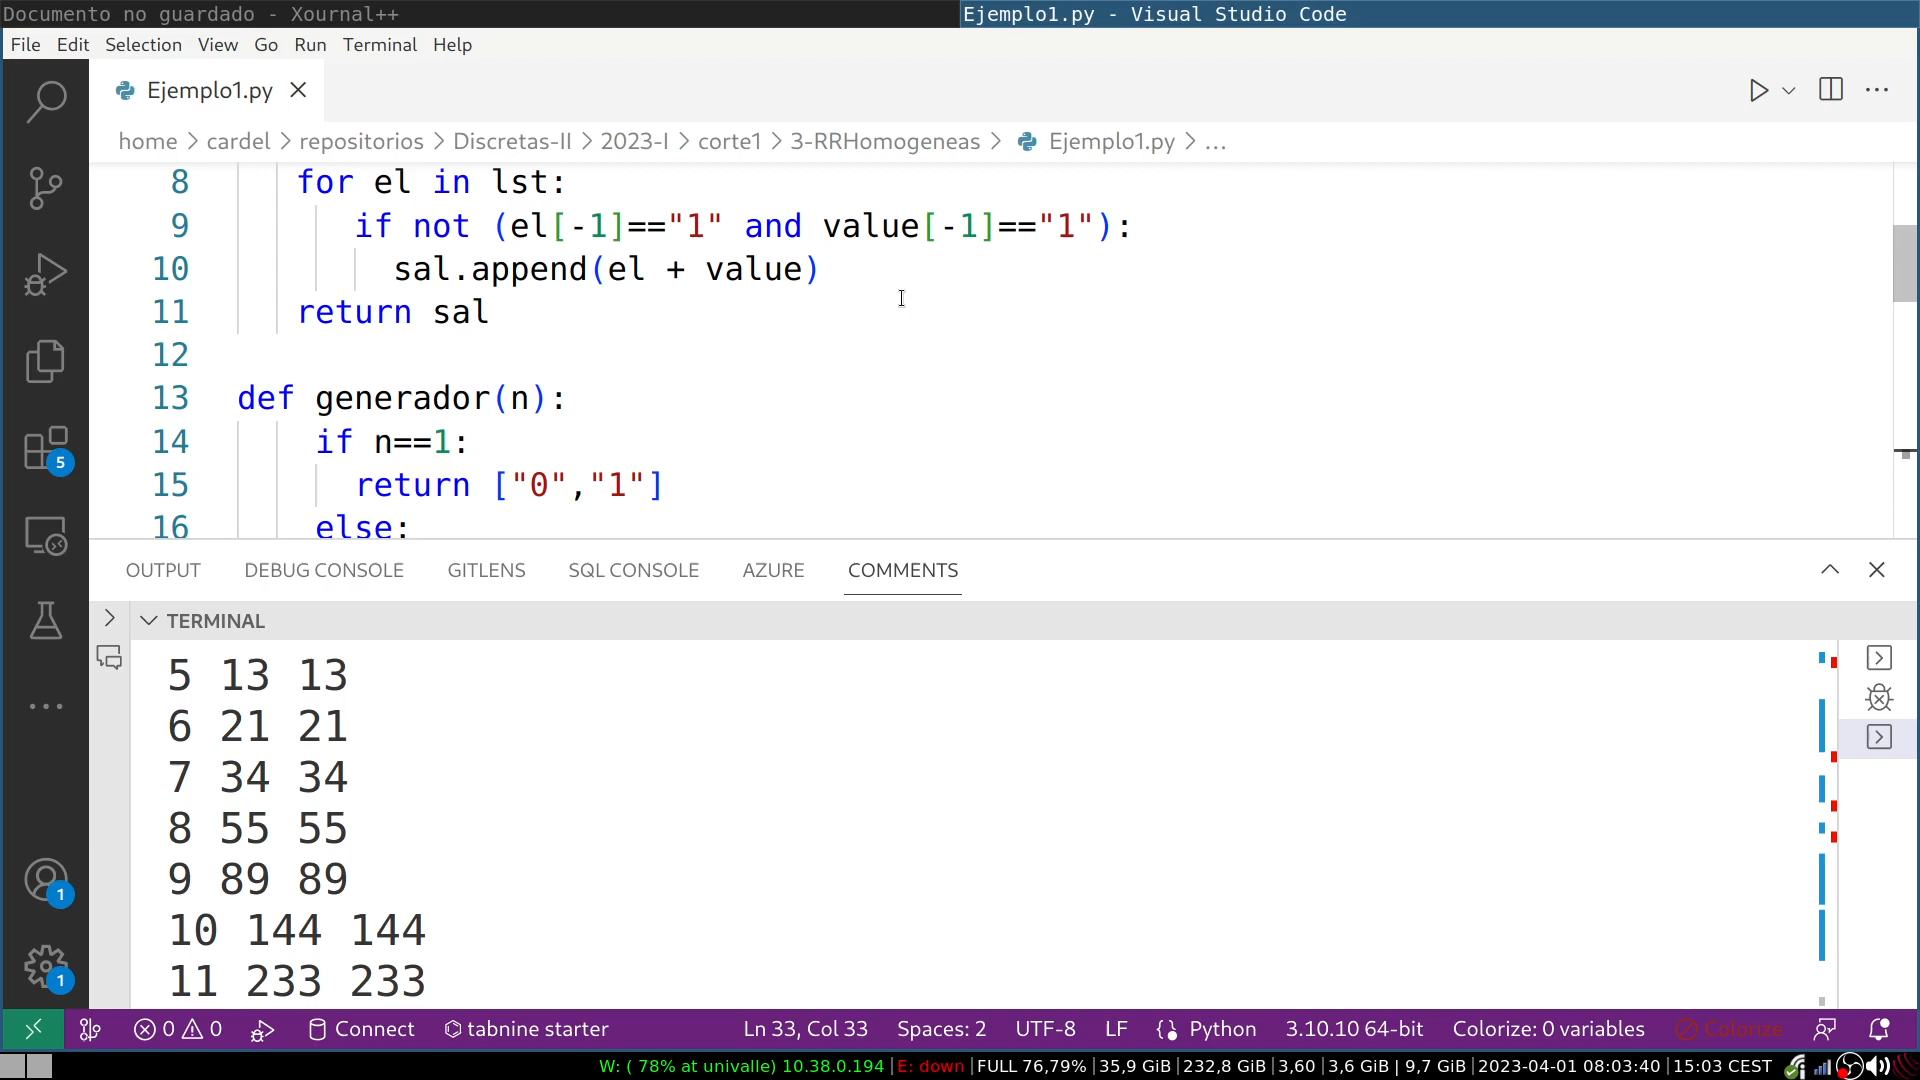 Documento no guardado - Xournal++
Ejemplo1.py - Visual Studio Code
File Edit Selection View Go Run Terminal Help
Ejemplo1.py
home > cardel > repositorios > Discretas-II > 2023-I > corte1 > 3-RRHomogeneas > Ejemplo1.py > ...
8 for el in lst:
9 if not (el[-1]=="1" and value[-1]=="1"):
10 sal.append(el + value)
11 return sal
12
13 def generador(n):
14 if n==1:
15 return ["0","1"]
16 else:
OUTPUT DEBUG CONSOLE GITLENS SQL CONSOLE AZURE COMMENTS
TERMINAL
5 13 13
6 21 21
7 34 34
8 55 55
9 89 89
10 144 144
11 233 233
5
1
1
0 0 Connect tabnine starter Ln 33, Col 33 Spaces: 2 UTF-8 LF Python 3.10.10 64-bit Colorize: 0 variables Colorize
W: ( 78% at univalle) 10.38.0.194 |E: down|FULL 76,79% |35,9 GiB |232,8 GiB |3,60 |3,6 GiB | 9,7 GiB |2023-04-01 08:03:40 |15:03 CEST